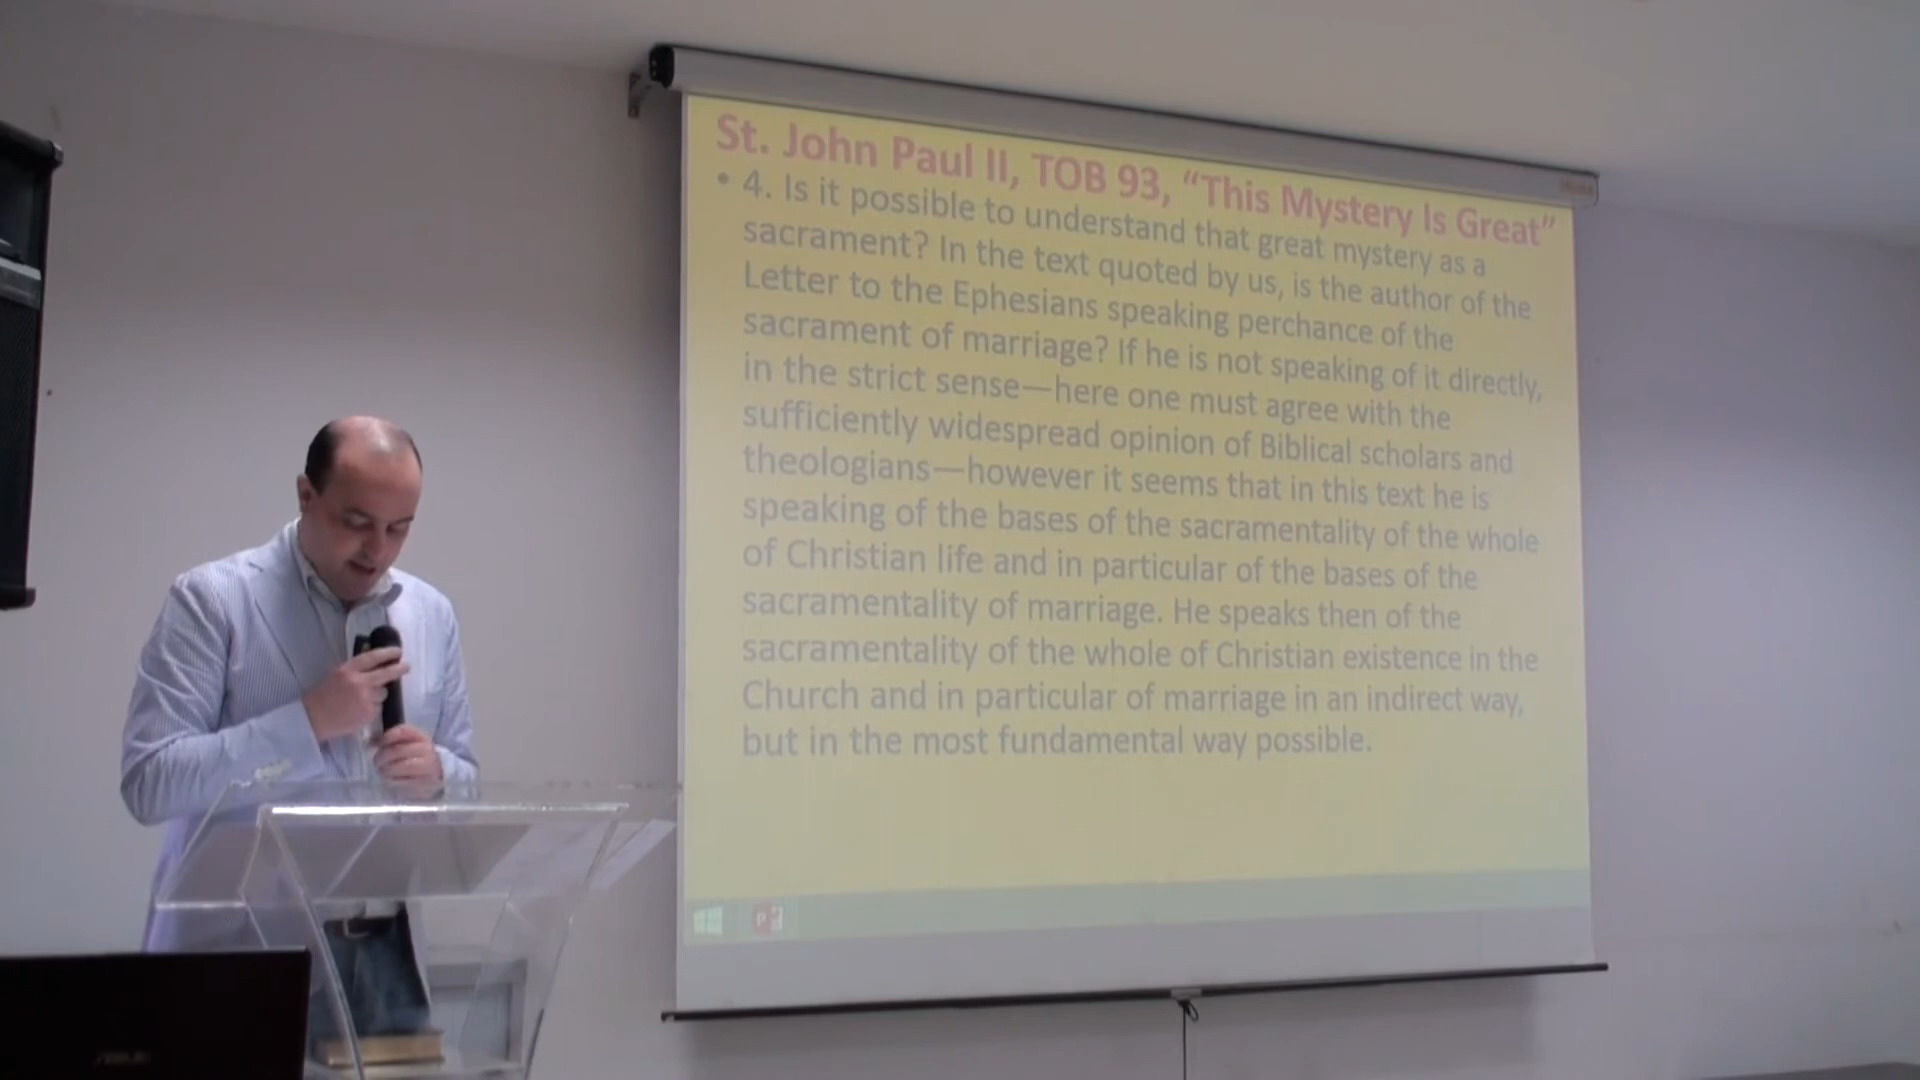 St. John Paul II, TOB 93, “This Mystery Is Great”
• 4. Is it possible to understand that great mystery as a
sacrament? In the text quoted by us, is the author of the
Letter to the Ephesians speaking perchance of the
sacrament of marriage? If he is not speaking of it directly,
in the strict sense—here one must agree with the
sufficiently widespread opinion of Biblical scholars and
theologians—however it seems that in this text he is
speaking of the bases of the sacramentality of the whole
of Christian life and in particular of the bases of the
sacramentality of marriage. He speaks then of the
sacramentality of the whole of Christian existence in the
Church and in particular of marriage in an indirect way,
but in the most fundamental way possible.
ASUS